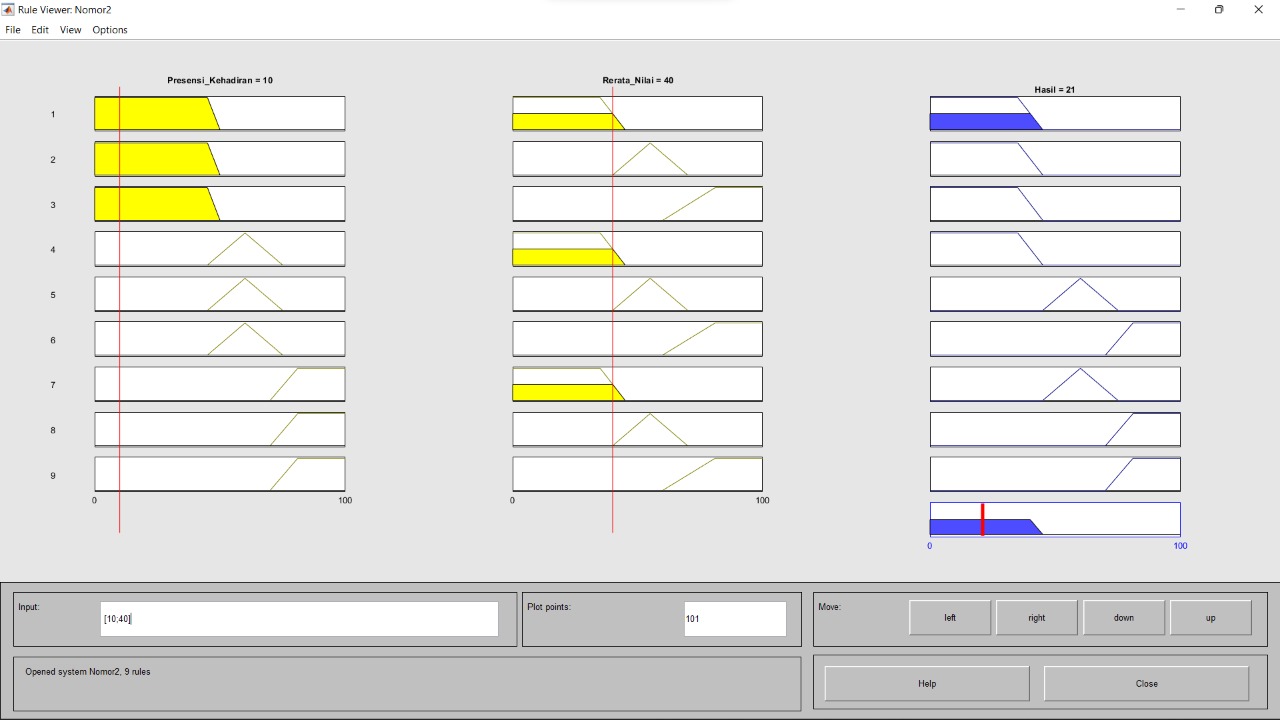 Rule Viewer: Nomor2
File Edit View Options
Presensi_Kehadiran = 10
Rerata_Nilai = 40
Hasil = 21
1
2
3
4
5
6
7
8
9
0 100
0 100
0 100
Input:
[10;40]
Plot points:
101
Move:
left right down up
Opened system Nomor2, 9 rules
Help Close